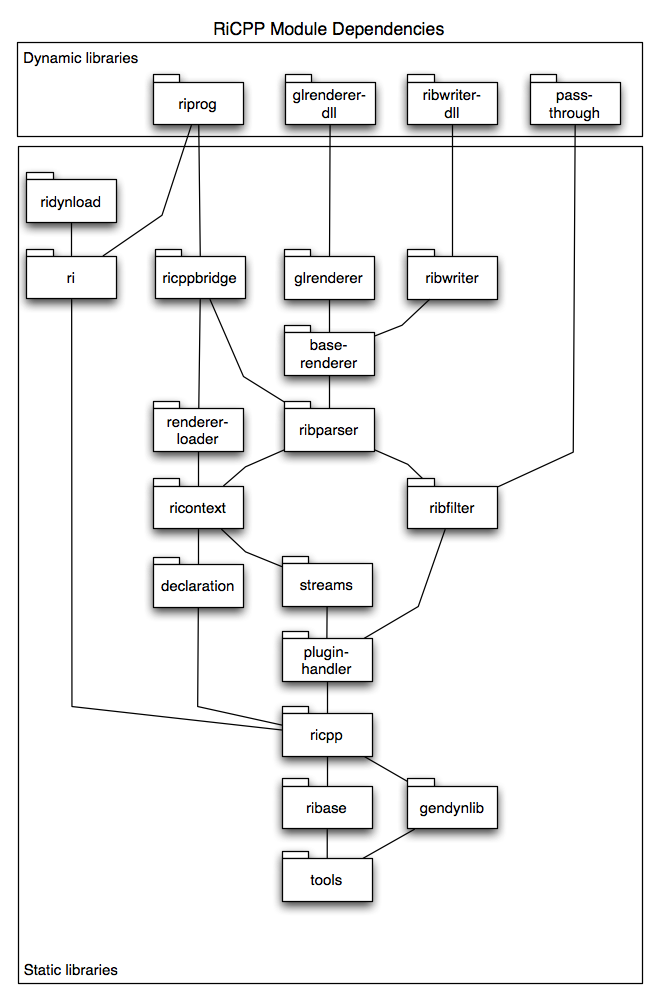 RiCPP Module Dependencies
Dynamic libraries
riprog
glrenderer-
dll
ribwriter-
dll
pass-
through
ridynload
ri
ricppbridge
glrenderer
ribwriter
base-
renderer
renderer-
loader
ribparser
ricontext
ribfilter
declaration
streams
plugin-
handler
ricpp
ribase
gendynlib
tools
Static libraries